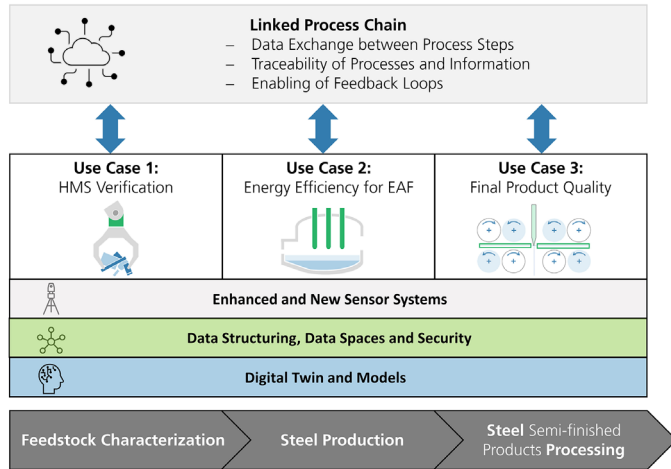 Linked Process Chain
– Data Exchange between Process Steps
– Traceability of Processes and Information
– Enabling of Feedback Loops
Use Case 1:
HMS Verification
Use Case 2:
Energy Efficiency for EAF
Use Case 3:
Final Product Quality
Enhanced and New Sensor Systems
Data Structuring, Data Spaces and Security
Digital Twin and Models
Feedstock Characterization
Steel Production
Steel Semi-finished
Products Processing